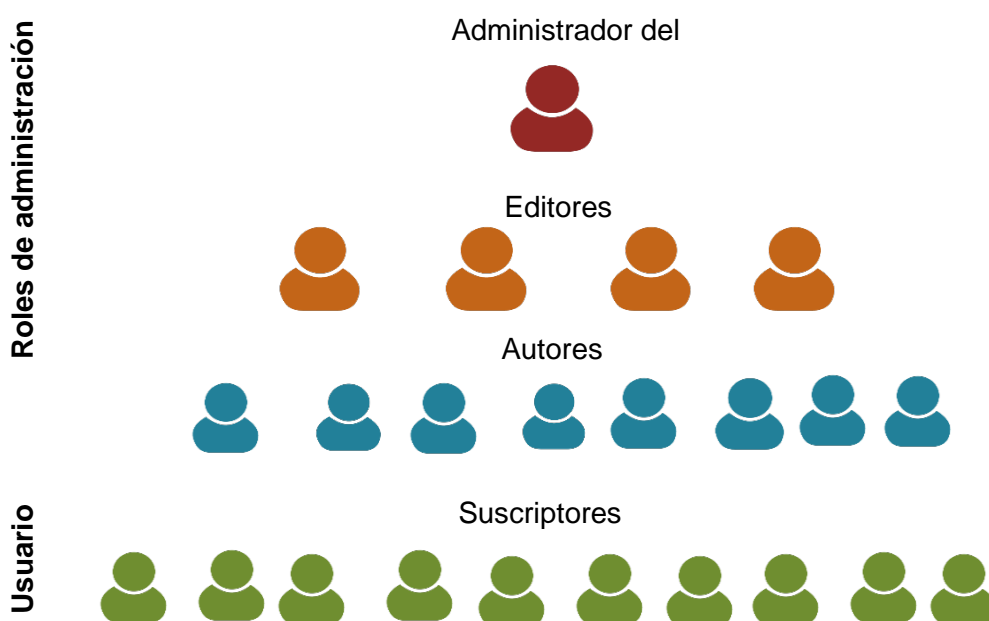 Roles de administración
Administrador del
Editores
Autores
Usuario
Suscriptores